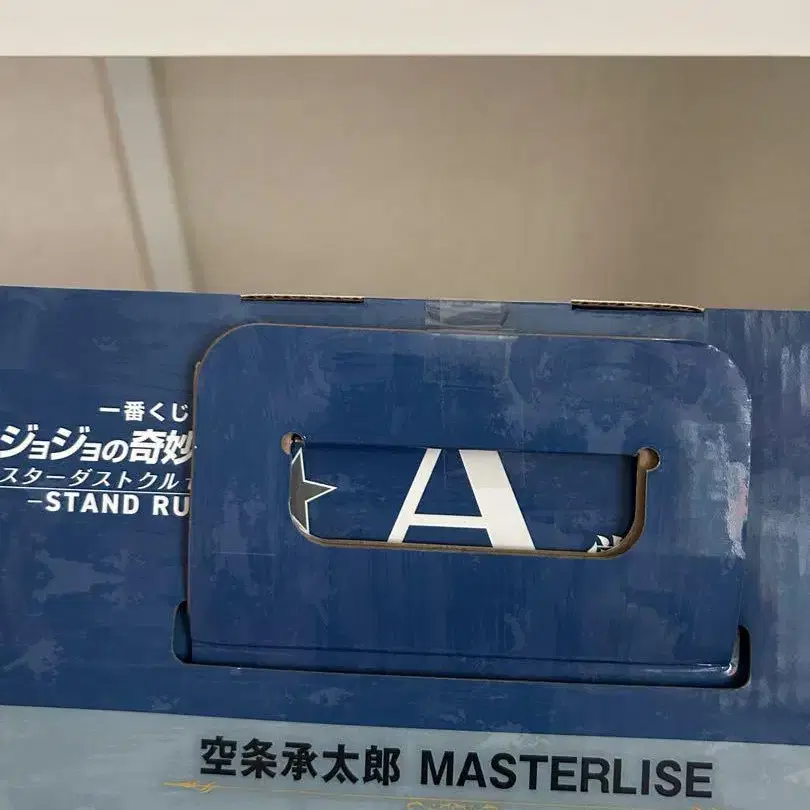 一番くじ
ジョジョの奇妙
スターダストクル
-STAND RU
A
空条承太郎 MASTERLISE